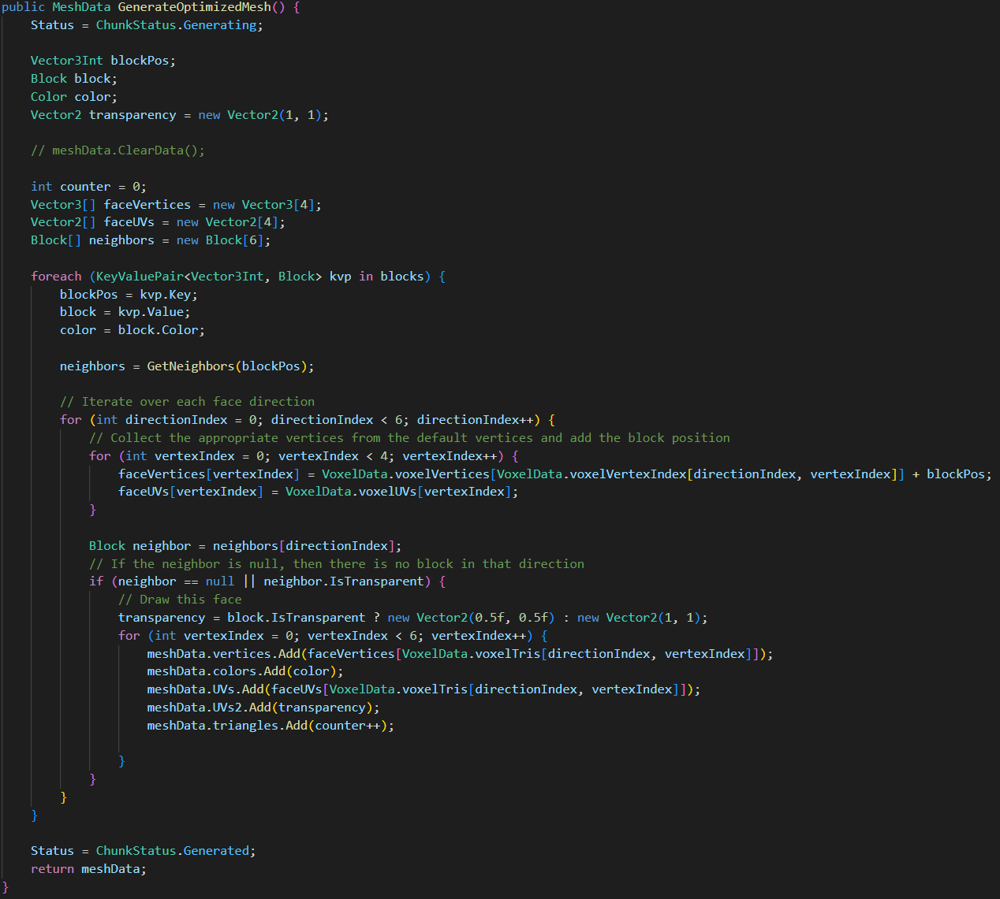 public MeshData GenerateOptimizedMesh() {
    Status = ChunkStatus.Generating;

    Vector3Int blockPos;
    Block block;
    Color color;
    Vector2 transparency = new Vector2(1, 1);

    // meshData.ClearData();

    int counter = 0;
    Vector3[] faceVertices = new Vector3[4];
    Vector2[] faceUVs = new Vector2[4];
    Block[] neighbors = new Block[6];

    foreach (KeyValuePair<Vector3Int, Block> kvp in blocks) {
        blockPos = kvp.Key;
        block = kvp.Value;
        color = block.Color;

        neighbors = GetNeighbors(blockPos);

        // Iterate over each face direction
        for (int directionIndex = 0; directionIndex < 6; directionIndex++) {
            // Collect the appropriate vertices from the default vertices and add the block position
            for (int vertexIndex = 0; vertexIndex < 4; vertexIndex++) {
                faceVertices[vertexIndex] = VoxelData.voxelVertices[VoxelData.voxelVertexIndex[directionIndex, vertexIndex]] + blockPos;
                faceUVs[vertexIndex] = VoxelData.voxelUVs[vertexIndex];
            }

            Block neighbor = neighbors[directionIndex];
            // If the neighbor is null, then there is no block in that direction
            if (neighbor == null || neighbor.IsTransparent) {
                // Draw this face
                transparency = block.IsTransparent ? new Vector2(0.5f, 0.5f) : new Vector2(1, 1);
                for (int vertexIndex = 0; vertexIndex < 6; vertexIndex++) {
                    meshData.vertices.Add(faceVertices[VoxelData.voxelTris[directionIndex, vertexIndex]]);
                    meshData.colors.Add(color);
                    meshData.UVs.Add(faceUVs[VoxelData.voxelTris[directionIndex, vertexIndex]]);
                    meshData.UVs2.Add(transparency);
                    meshData.triangles.Add(counter++);

                }
            }
        }
    }

    Status = ChunkStatus.Generated;
    return meshData;
}